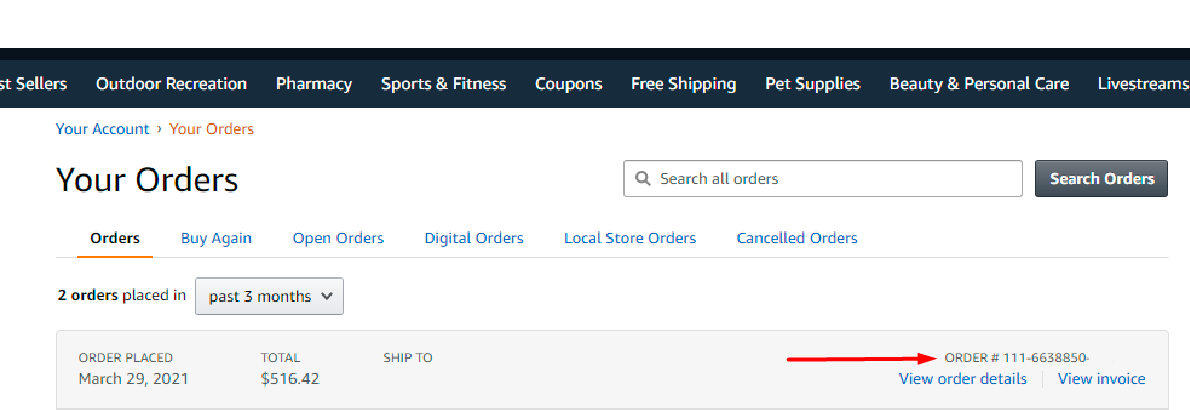 st Sellers Outdoor Recreation Pharmacy Sports & Fitness Coupons Free Shipping Pet Supplies Beauty & Personal Care Livestreams
Your Account › Your Orders
Your Orders
Search all orders
Search Orders
Orders Buy Again Open Orders Digital Orders Local Store Orders Cancelled Orders
2 orders placed in past 3 months
ORDER PLACED TOTAL SHIP TO ORDER # 111-6638850-
March 29, 2021 $516.42 View order details View invoice